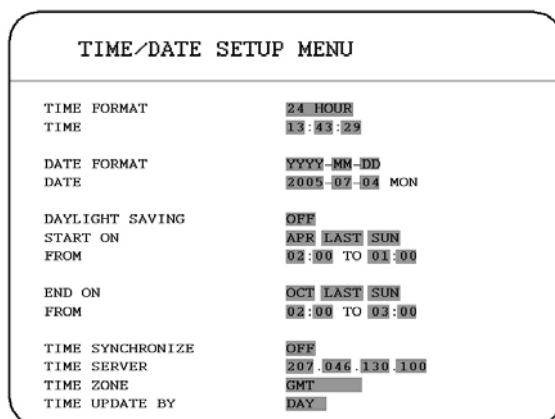 TIME/DATE SETUP MENU
TIME FORMAT 24 HOUR
TIME 13:43:29
DATE FORMAT YYYY-MM-DD
DATE 2005-07-04 MON
DAYLIGHT SAVING OFF
START ON APR LAST SUN
FROM 02:00 TO 01:00
END ON OCT LAST SUN
FROM 02:00 TO 03:00
TIME SYNCHRONIZE OFF
TIME SERVER 207.046.130.100
TIME ZONE GMT
TIME UPDATE BY DAY